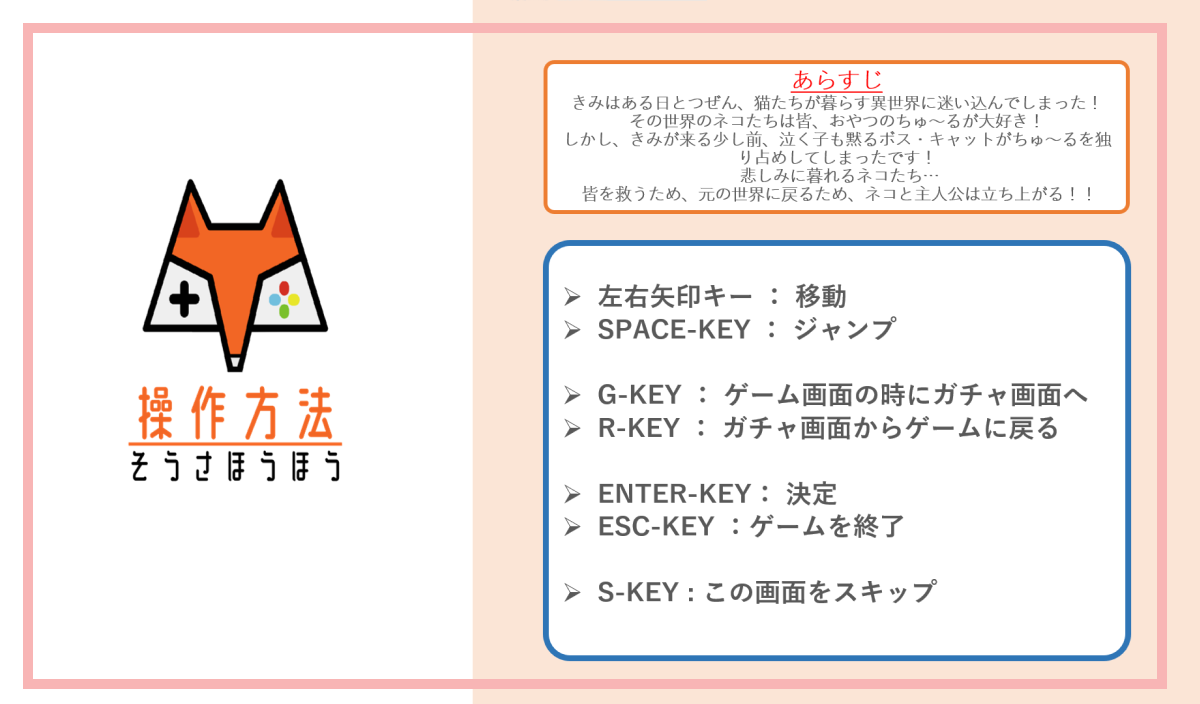 操作方法
そうさほうほう
あらすじ
きみはある日とつぜん、猫たちが暮らす異世界に迷い込んでしまった！
その世界のネコたちは皆、おやつのちゅ～るが大好き！
しかし、きみが来る少し前、泣く子も黙るボス・キャットがちゅ～るを独
り占めしてしまったです！
悲しみに暮れるネコたち…
皆を救うため、元の世界に戻るため、ネコと主人公は立ち上がる！！
➢ 左右矢印キー ： 移動
➢ SPACE-KEY ： ジャンプ
➢ G-KEY ： ゲーム画面の時にガチャ画面へ
➢ R-KEY ： ガチャ画面からゲームに戻る
➢ ENTER-KEY： 決定
➢ ESC-KEY ：ゲームを終了
➢ S-KEY : この画面をスキップ